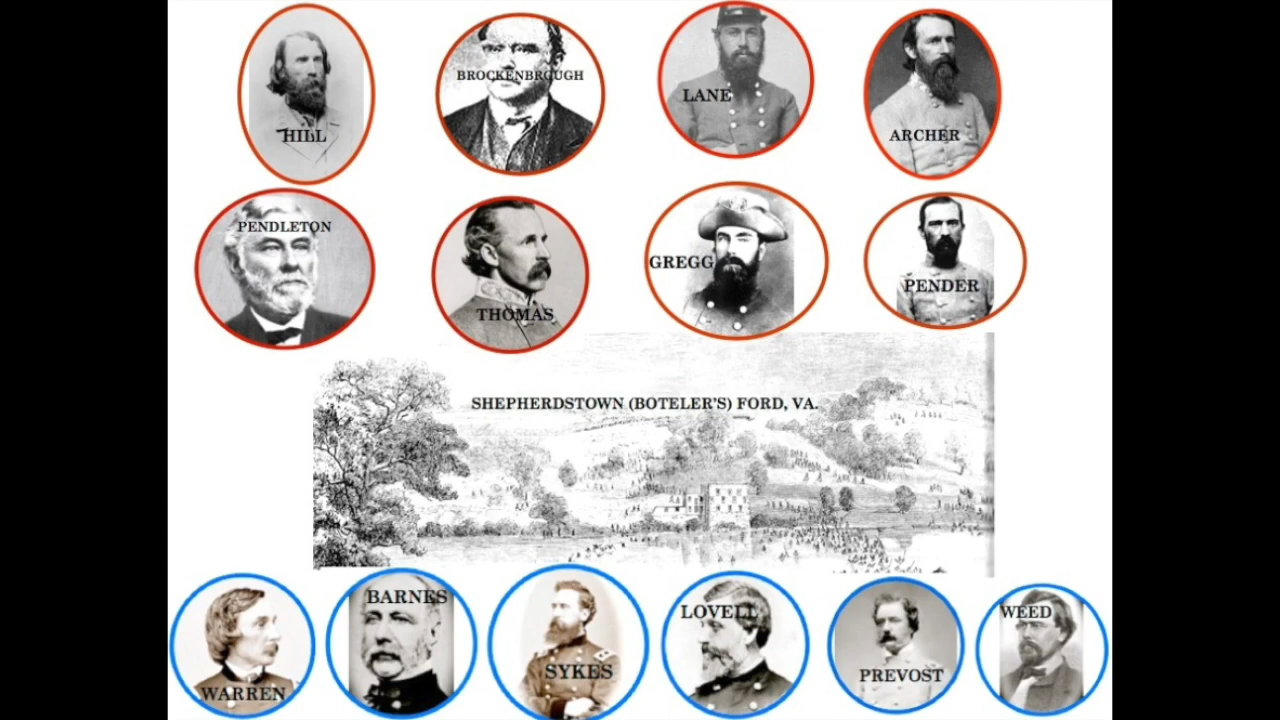 HILL
BROCKENBROUGH
LANE
ARCHER
PENDLETON
THOMAS
GREGG
PENDER
SHEPHERDSTOWN (BOTELER'S) FORD, VA.
WARREN
BARNES
SYKES
LOVELL
PREVOST
WEED